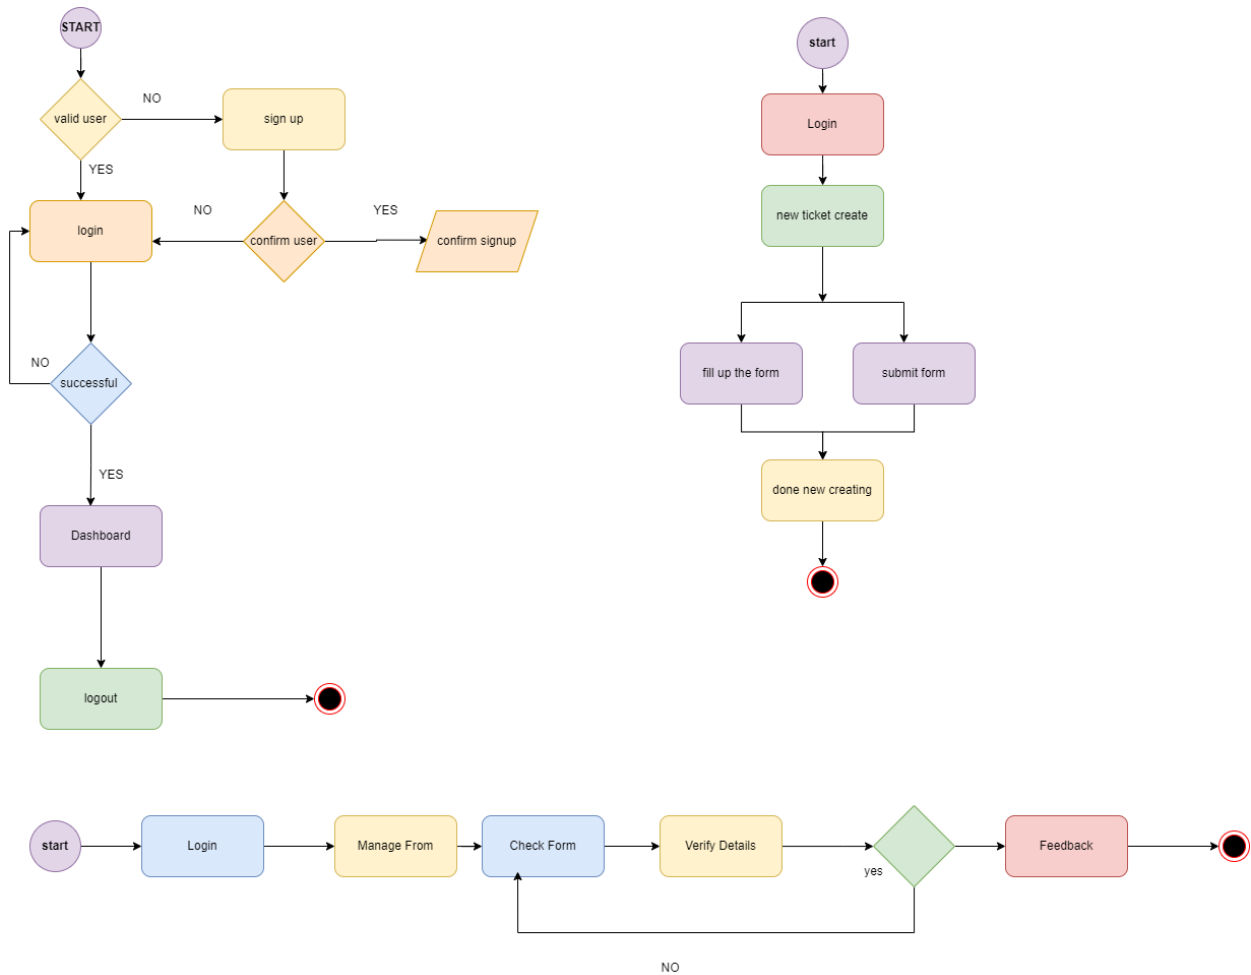 START
valid user
NO
sign up
YES
login
NO
confirm user
YES
confirm signup
NO
successful
YES
Dashboard
logout
start
Login
new ticket create
fill up the form
submit form
done new creating
start
Login
Manage From
Check Form
Verify Details
yes
Feedback
NO